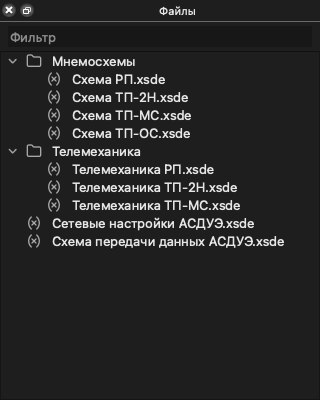 Файлы
Фильтр
Мнемосхемы
Схема РП.xsde
Схема ТП-2Н.xsde
Схема ТП-МС.xsde
Схема ТП-ОС.xsde
Телемеханика
Телемеханика РП.xsde
Телемеханика ТП-2Н.xsde
Телемеханика ТП-МС.xsde
Сетевые настройки АСДУЭ.xsde
Схема передачи данных АСДУЭ.xsde